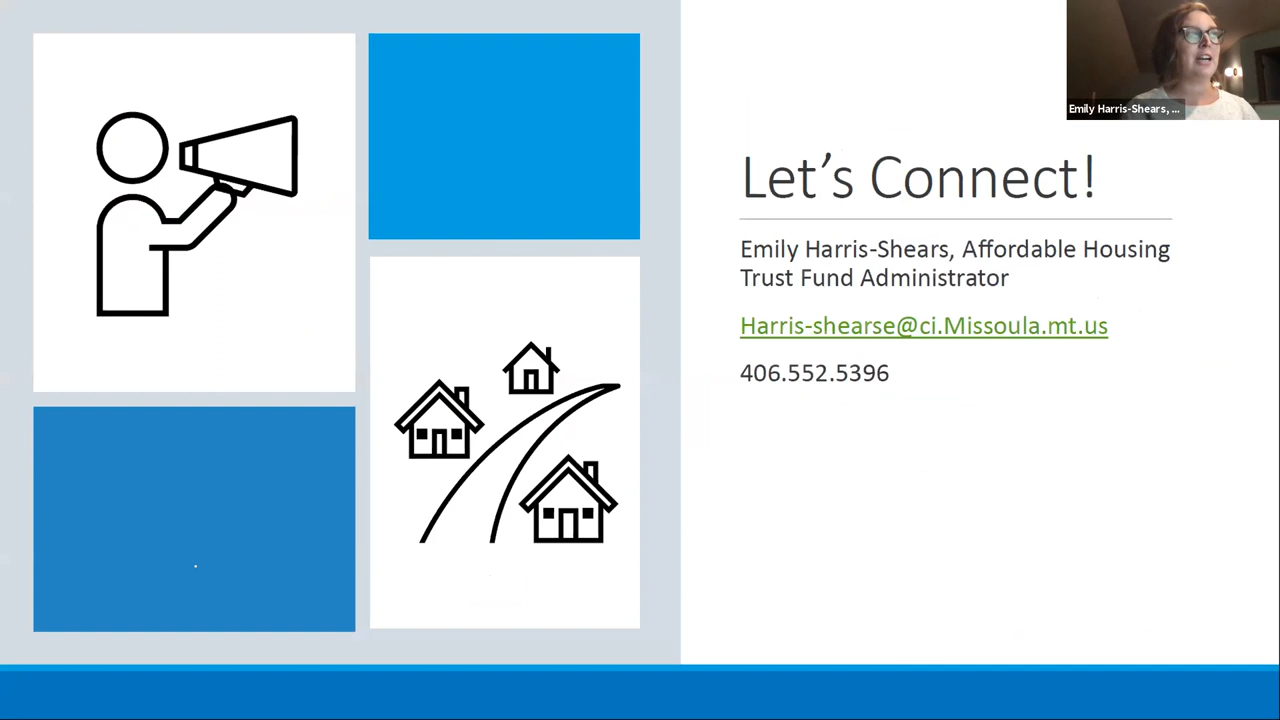 Emily Harris-Shears, ...
Let's Connect!
Emily Harris-Shears, Affordable Housing
Trust Fund Administrator
Harris-shearse@ci.Missoula.mt.us
406.552.5396